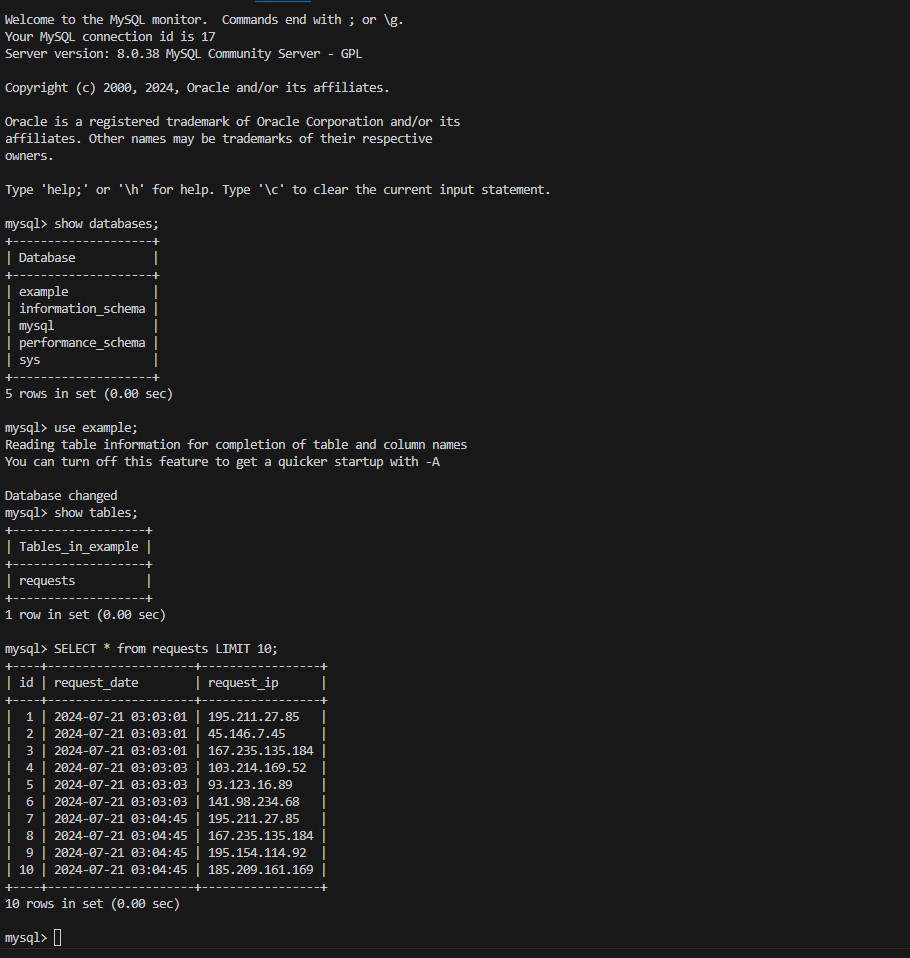 Welcome to the MySQL monitor.  Commands end with ; or \g.
Your MySQL connection id is 17
Server version: 8.0.38 MySQL Community Server - GPL

Copyright (c) 2000, 2024, Oracle and/or its affiliates.

Oracle is a registered trademark of Oracle Corporation and/or its
affiliates. Other names may be trademarks of their respective
owners.

Type 'help;' or '\h' for help. Type '\c' to clear the current input statement.

mysql> show databases;
+--------------------+
| Database           |
+--------------------+
| example            |
| information_schema |
| mysql              |
| performance_schema |
| sys                |
+--------------------+
5 rows in set (0.00 sec)

mysql> use example;
Reading table information for completion of table and column names
You can turn off this feature to get a quicker startup with -A

Database changed
mysql> show tables;
+-------------------+
| Tables_in_example |
+-------------------+
| requests          |
+-------------------+
1 row in set (0.00 sec)

mysql> SELECT * from requests LIMIT 10;
+----+---------------------+-----------------+
| id | request_date        | request_ip      |
+----+---------------------+-----------------+
|  1 | 2024-07-21 03:03:01 | 195.211.27.85   |
|  2 | 2024-07-21 03:03:01 | 45.146.7.45     |
|  3 | 2024-07-21 03:03:01 | 167.235.135.184 |
|  4 | 2024-07-21 03:03:03 | 103.214.169.52  |
|  5 | 2024-07-21 03:03:03 | 93.123.16.89    |
|  6 | 2024-07-21 03:03:03 | 141.98.234.68   |
|  7 | 2024-07-21 03:04:45 | 195.211.27.85   |
|  8 | 2024-07-21 03:04:45 | 167.235.135.184 |
|  9 | 2024-07-21 03:04:45 | 195.154.114.92  |
| 10 | 2024-07-21 03:04:45 | 185.209.161.169 |
+----+---------------------+-----------------+
10 rows in set (0.00 sec)

mysql>